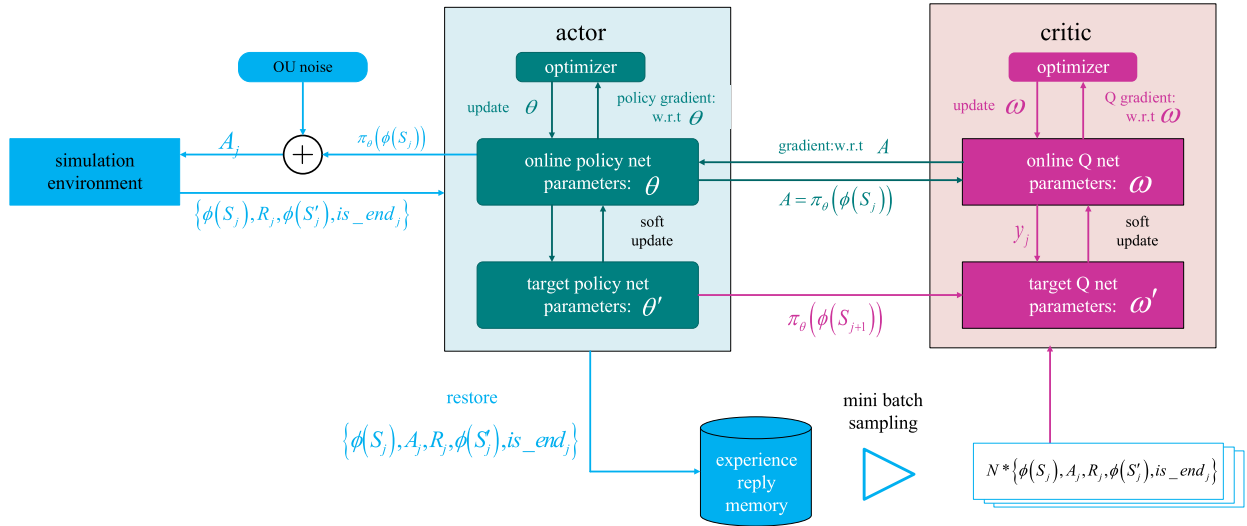 actor
critic
OU noise
optimizer
optimizer
update θ
policy gradient:
w.r.t θ
update ω
Q gradient:
w.r.t ω
simulation
environment
A_j
+
π_θ(ϕ(S_j))
online policy net
parameters: θ
gradient:w.r.t A
A = π_θ(ϕ(S_j))
online Q net
parameters: ω
{ϕ(S_j), R_j, ϕ(S′_j), is_end_j}
soft
update
y_j
soft
update
target policy net
parameters: θ′
π_θ(ϕ(S_{j+1}))
target Q net
parameters: ω′
restore
{ϕ(S_j), A_j, R_j, ϕ(S′_j), is_end_j}
mini batch
sampling
experience
reply
memory
N*{ϕ(S_j), A_j, R_j, ϕ(S′_j), is_end_j}